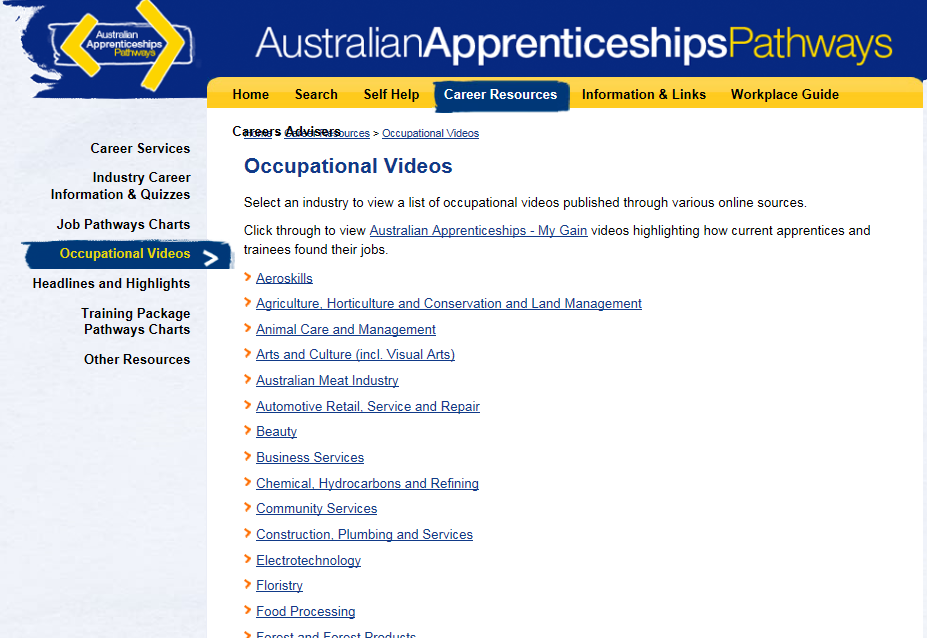 Australian
Apprenticeships
Pathways
AustralianApprenticeshipsPathways
Home Search Self Help Career Resources Information & Links Workplace Guide
Careers Advisers
Home > Career Resources > Occupational Videos
Career Services
Industry Career
Information & Quizzes
Job Pathways Charts
Occupational Videos
Headlines and Highlights
Training Package
Pathways Charts
Other Resources
Occupational Videos
Select an industry to view a list of occupational videos published through various online sources.
Click through to view Australian Apprenticeships - My Gain videos highlighting how current apprentices and
trainees found their jobs.
Aeroskills
Agriculture, Horticulture and Conservation and Land Management
Animal Care and Management
Arts and Culture (incl. Visual Arts)
Australian Meat Industry
Automotive Retail, Service and Repair
Beauty
Business Services
Chemical, Hydrocarbons and Refining
Community Services
Construction, Plumbing and Services
Electrotechnology
Floristry
Food Processing
Forest and Forest Products